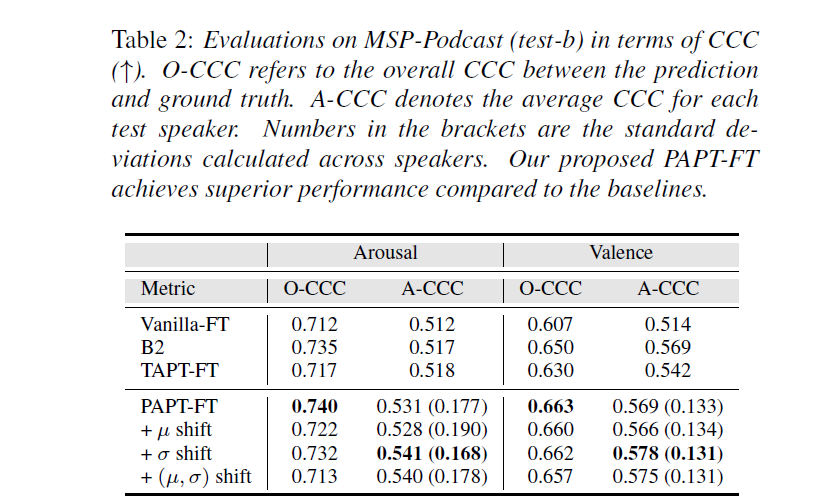 Table 2: Evaluations on MSP-Podcast (test-b) in terms of CCC
(↑). O-CCC refers to the overall CCC between the prediction
and ground truth. A-CCC denotes the average CCC for each
test speaker. Numbers in the brackets are the standard de-
viations calculated across speakers. Our proposed PAPT-FT
achieves superior performance compared to the baselines.
Arousal Valence
Metric O-CCC A-CCC O-CCC A-CCC
Vanilla-FT 0.712 0.512 0.607 0.514
B2 0.735 0.517 0.650 0.569
TAPT-FT 0.717 0.518 0.630 0.542
PAPT-FT 0.740 0.531 (0.177) 0.663 0.569 (0.133)
+ μ shift 0.722 0.528 (0.190) 0.660 0.566 (0.134)
+ σ shift 0.732 0.541 (0.168) 0.662 0.578 (0.131)
+ (μ, σ) shift 0.713 0.540 (0.178) 0.657 0.575 (0.131)